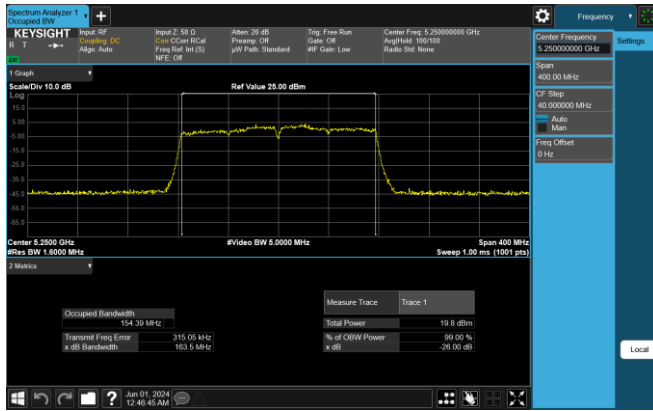 Spectrum Analyzer 1
Occupied BW
KEYSIGHT
R T
Input: RF
Coupling: DC
Align: Auto
Input Z: 50 Ω
Corr CCorr RCal
Freq Ref: Int (S)
NFE: Off
Atten: 20 dB
Preamp: Off
µW Path: Standard
Trig: Free Run
Gate: Off
#IF Gain: Low
Center Freq: 5.250000000 GHz
Avg|Hold: 100/100
Radio Std: None
1 Graph
Scale/Div 10.0 dB
Ref Value 25.00 dBm
Log
15.0
5.00
-5.00
-15.0
-25.0
-35.0
-45.0
-55.0
-65.0
Center 5.2500 GHz
#Video BW 5.0000 MHz
Span 400 MHz
#Res BW 1.6000 MHz
Sweep 1.00 ms (1001 pts)
2 Metrics
Measure Trace
Trace 1
Occupied Bandwidth
154.39 MHz
Total Power
19.8 dBm
Transmit Freq Error
315.05 kHz
% of OBW Power
99.00 %
x dB Bandwidth
163.5 MHz
x dB
-26.00 dB
Jun 01, 2024
12:46:45 AM
Frequency
Settings
Center Frequency
5.250000000 GHz
Span
400.00 MHz
CF Step
40.000000 MHz
Auto
Man
Freq Offset
0 Hz
Local